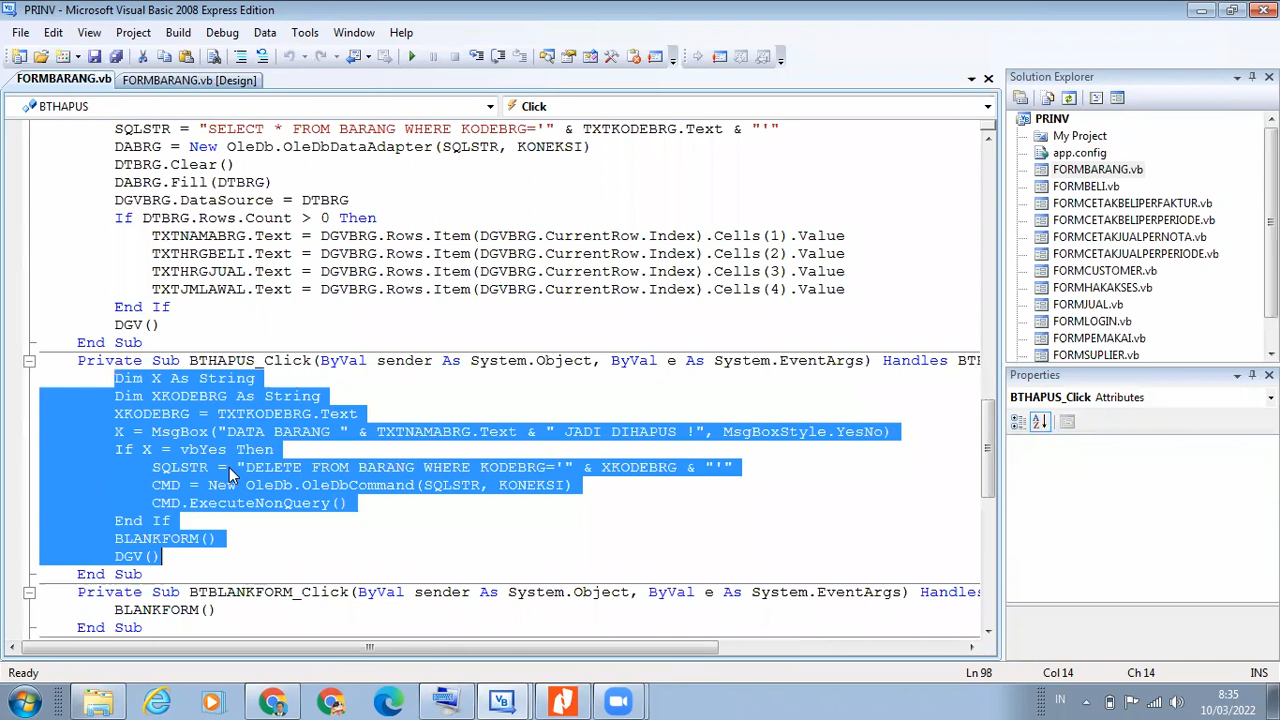 PRINV - Microsoft Visual Basic 2008 Express Edition
File Edit View Project Build Debug Data Tools Window Help
FORMBARANG.vb FORMBARANG.vb [Design]
BTHAPUS Click
SQLSTR = "SELECT * FROM BARANG WHERE KODEBRG='" & TXTKODEBRG.Text & "'"
DABRG = New OleDb.OleDbDataAdapter(SQLSTR, KONEKSI)
DTBRG.Clear()
DABRG.Fill(DTBRG)
DGVBRG.DataSource = DTBRG
If DTBRG.Rows.Count > 0 Then
TXTNAMABRG.Text = DGVBRG.Rows.Item(DGVBRG.CurrentRow.Index).Cells(1).Value
TXTHRGBELI.Text = DGVBRG.Rows.Item(DGVBRG.CurrentRow.Index).Cells(2).Value
TXTHRGJUAL.Text = DGVBRG.Rows.Item(DGVBRG.CurrentRow.Index).Cells(3).Value
TXTJMLAWAL.Text = DGVBRG.Rows.Item(DGVBRG.CurrentRow.Index).Cells(4).Value
End If
DGV()
End Sub
Private Sub BTHAPUS_Click(ByVal sender As System.Object, ByVal e As System.EventArgs) Handles BTH
Dim X As String
Dim XKODEBRG As String
XKODEBRG = TXTKODEBRG.Text
X = MsgBox("DATA BARANG " & TXTNAMABRG.Text & " JADI DIHAPUS !", MsgBoxStyle.YesNo)
If X = vbYes Then
SQLSTR = "DELETE FROM BARANG WHERE KODEBRG='" & XKODEBRG & "'"
CMD = New OleDb.OleDbCommand(SQLSTR, KONEKSI)
CMD.ExecuteNonQuery()
End If
BLANKFORM()
DGV()
End Sub
Private Sub BTBLANKFORM_Click(ByVal sender As System.Object, ByVal e As System.EventArgs) Handles
BLANKFORM()
End Sub
Solution Explorer
PRINV
My Project
app.config
FORMBARANG.vb
FORMBELI.vb
FORMCETAKBELIPERFAKTUR.vb
FORMCETAKBELIPERPERIODE.vb
FORMCETAKJUALPERNOTA.vb
FORMCETAKJUALPERPERIODE.vb
FORMCUSTOMER.vb
FORMHAKAKSES.vb
FORMJUAL.vb
FORMLOGIN.vb
FORMPEMAKAI.vb
FORMSUPLIER.vb
Properties
BTHAPUS_Click Attributes
Ready Ln 98 Col 14 Ch 14 INS
IN 8:35
10/03/2022